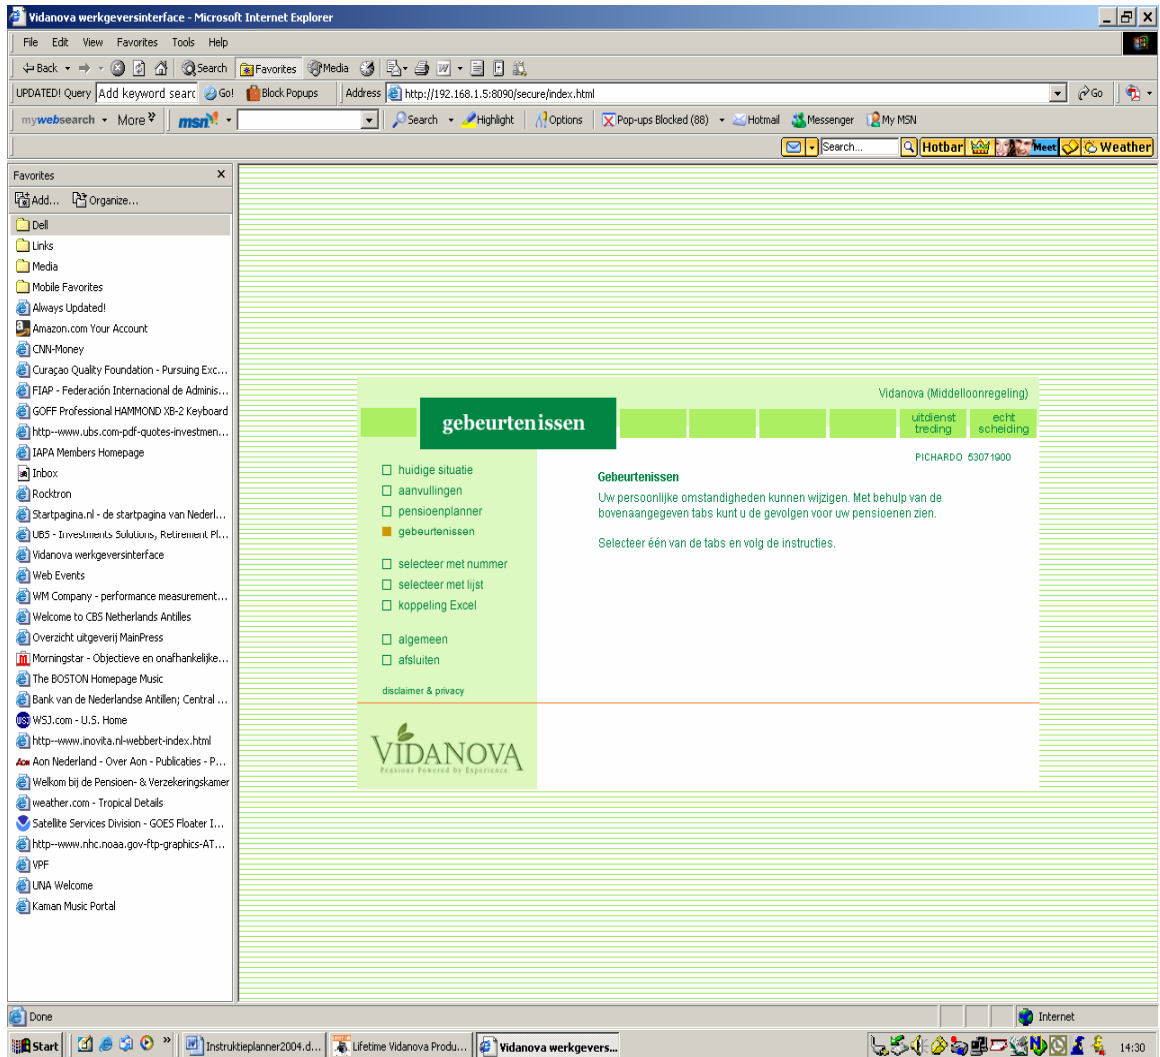 Vidanova werkgeversinterface - Microsoft Internet Explorer
File Edit View Favorites Tools Help
Back Search Favorites Media
UPDATED! Query Add keyword searc Go! Block Popups Address http://192.168.1.5:8090/secure/index.html Go
mywebsearch More msn Search Highlight Options Pop-ups Blocked (88) Hotmail Messenger My MSN
Search... Hotbar Meet Weather
Favorites
Add... Organize...
Dell
Links
Media
Mobile Favorites
Always Updated!
Amazon.com Your Account
CNN-Money
Curaçao Quality Foundation - Pursuing Exc...
FIAP - Federación Internacional de Adminis...
GOFF Professional HAMMOND XB-2 Keyboard
http--www.ubs.com-pdf-quotes-investmen...
IAPA Members Homepage
Inbox
Rocktron
Startpagina.nl - de startpagina van Nederl...
UBS - Investments Solutions, Retirement Pl...
Vidanova werkgeversinterface
Web Events
WM Company - performance measurement...
Welcome to CBS Netherlands Antilles
Overzicht uitgeverij MainPress
Morningstar - Objectieve en onafhankelijke...
The BOSTON Homepage Music
Bank van de Nederlandse Antillen; Central ...
WSJ.com - U.S. Home
http--www.inovita.nl-webbert-index.html
Aon Nederland - Over Aon - Publicaties - P...
Welkom bij de Pensioen- & Verzekeringskamer
weather.com - Tropical Details
Satellite Services Division - GOES Floater I...
http--www.nhc.noaa.gov-ftp-graphics-AT...
VPF
UNA Welcome
Kaman Music Portal
Vidanova (Middelloonregeling)
gebeurtenissen
uitdienst treding
echt scheiding
PICHARDO 53071900
huidige situatie
aanvullingen
pensioenplanner
gebeurtenissen
selecteer met nummer
selecteer met lijst
koppeling Excel
algemeen
afsluiten
disclaimer & privacy
Gebeurtenissen
Uw persoonlijke omstandigheden kunnen wijzigen. Met behulp van de
bovenaangegeven tabs kunt u de gevolgen voor uw pensioenen zien.
Selecteer één van de tabs en volg de instructies.
VIDANOVA
Pensions Powered by Experience
Done Internet
Start Instruktieplanner2004.d... Lifetime Vidanova Produ... Vidanova werkgevers... 14:30